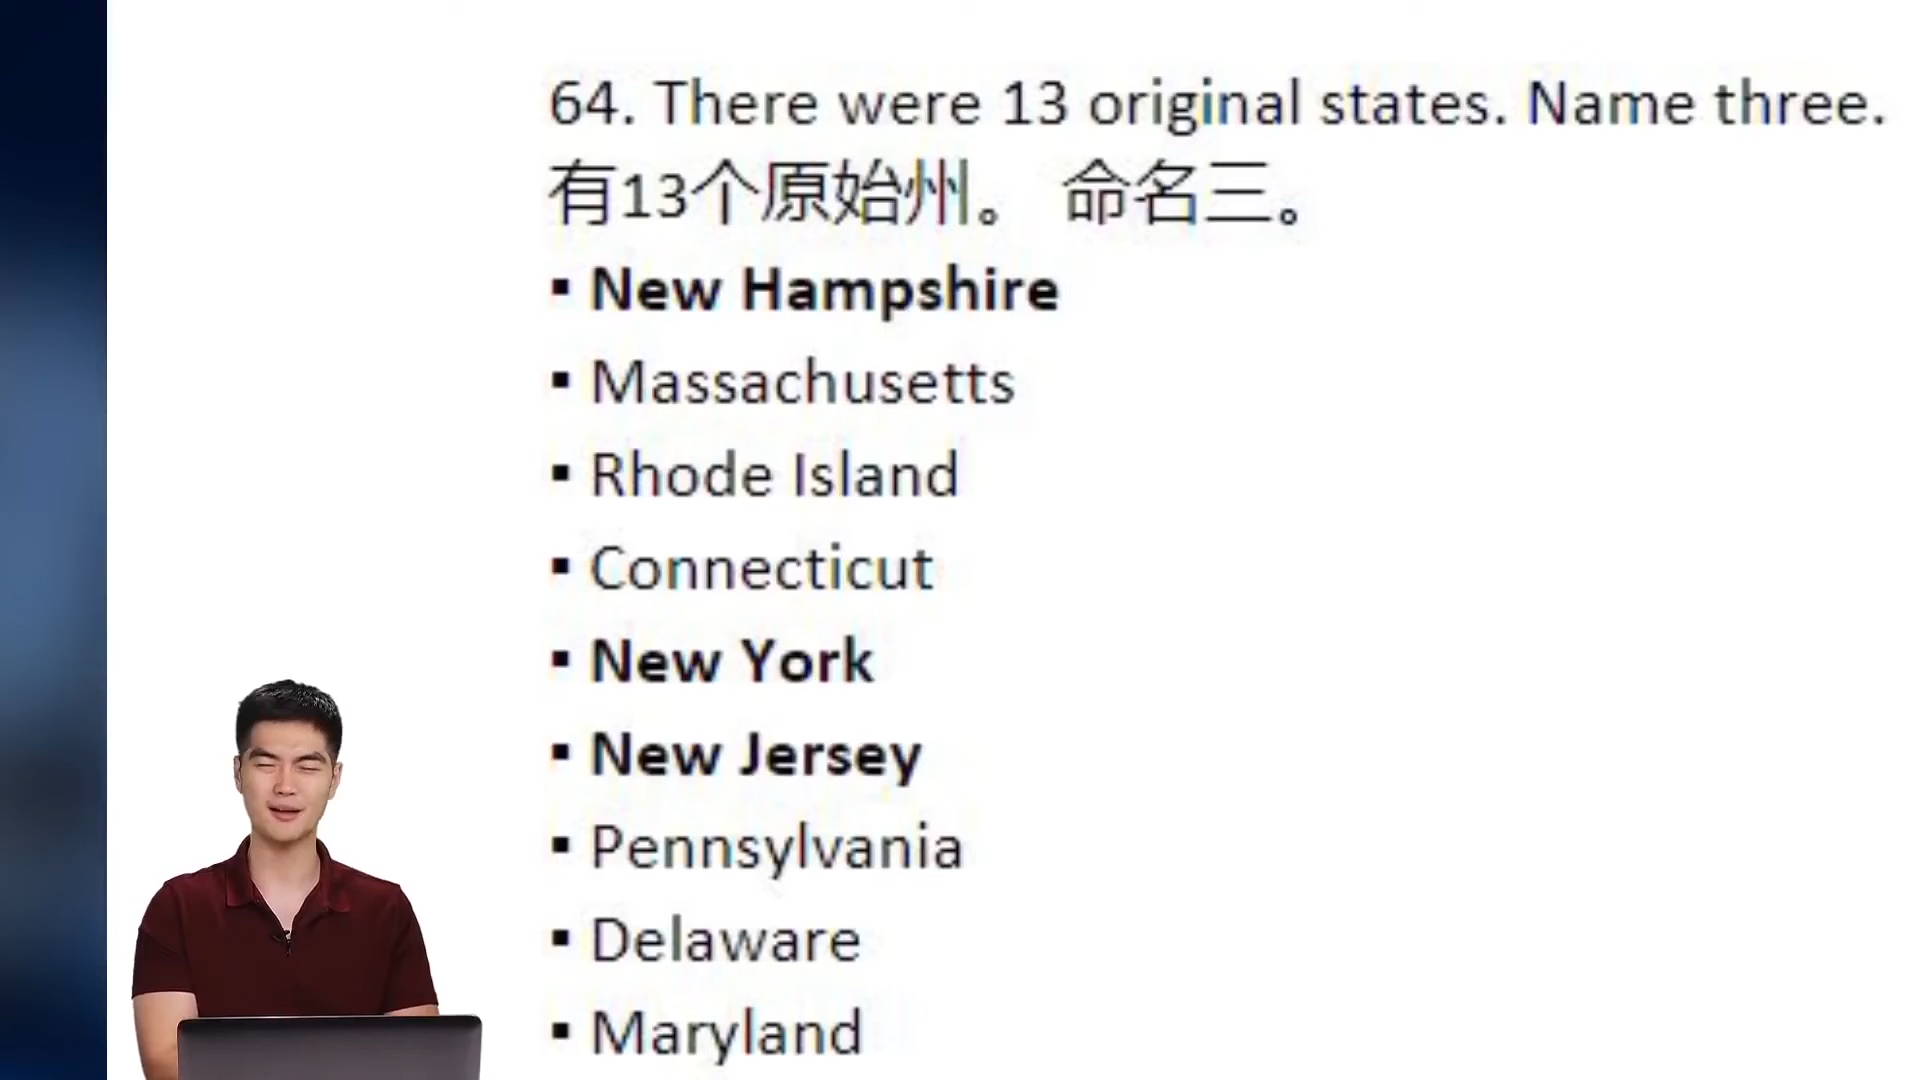 64. There were 13 original states. Name three.
有13个原始州。 命名三。
▪ New Hampshire
▪ Massachusetts
▪ Rhode Island
▪ Connecticut
▪ New York
▪ New Jersey
▪ Pennsylvania
▪ Delaware
▪ Maryland